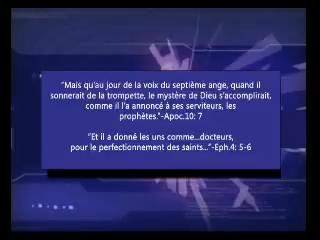 "Mais qu'au jour de la voix du septième ange, quand il
sonnerait de la trompette, le mystère de Dieu s'accomplirait,
comme il l'a annoncé à ses serviteurs, les
prophètes."-Apoc.10: 7
"Et il a donné les uns comme...docteurs,
pour le perfectionnement des saints..."-Eph.4: 5-6